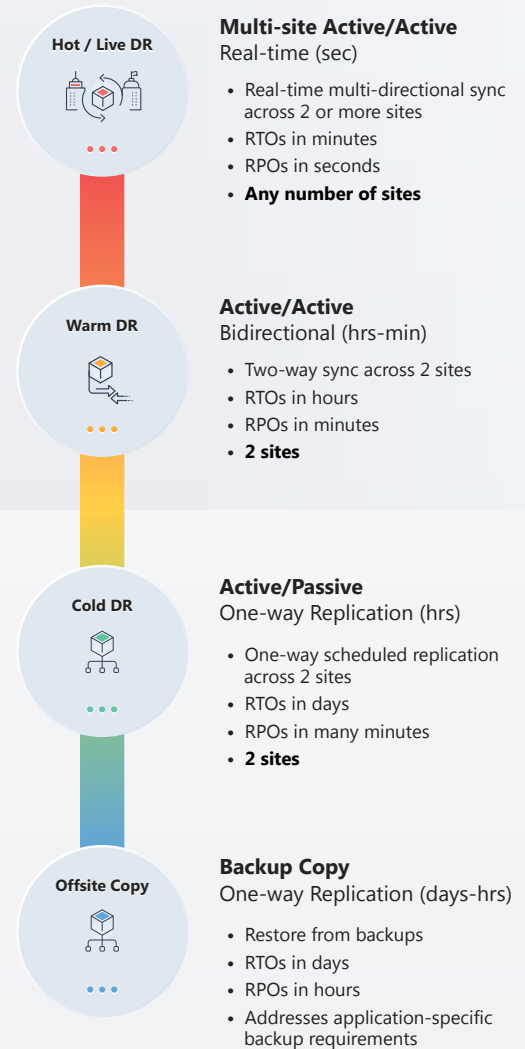 Hot / Live DR
Multi-site Active/Active
Real-time (sec)
• Real-time multi-directional sync
across 2 or more sites
• RTOs in minutes
• RPOs in seconds
• Any number of sites
Warm DR
Active/Active
Bidirectional (hrs-min)
• Two-way sync across 2 sites
• RTOs in hours
• RPOs in minutes
• 2 sites
Cold DR
Active/Passive
One-way Replication (hrs)
• One-way scheduled replication
across 2 sites
• RTOs in days
• RPOs in many minutes
• 2 sites
Offsite Copy
Backup Copy
One-way Replication (days-hrs)
• Restore from backups
• RTOs in days
• RPOs in hours
• Addresses application-specific
backup requirements